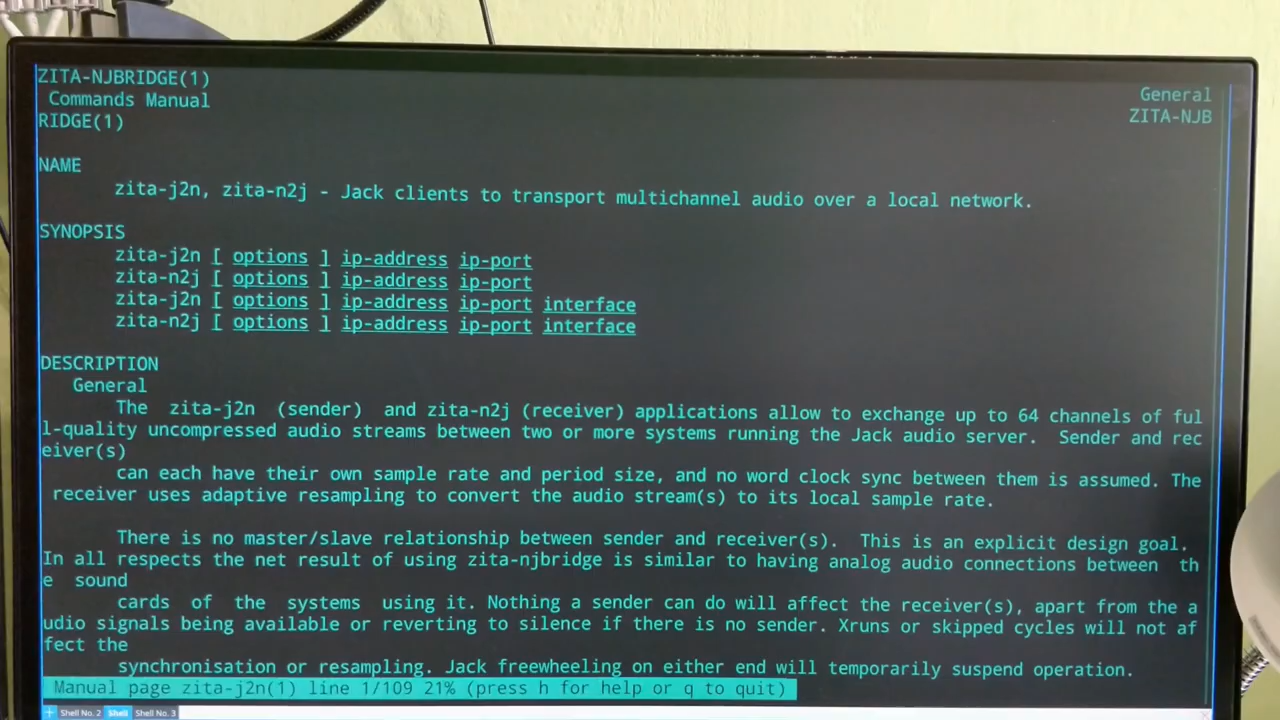 ZITA-NJBRIDGE(1)
General
Commands Manual
ZITA-NJB
RIDGE(1)
NAME
zita-j2n, zita-n2j - Jack clients to transport multichannel audio over a local network.
SYNOPSIS
zita-j2n [ options ] ip-address ip-port
zita-n2j [ options ] ip-address ip-port
zita-j2n [ options ] ip-address ip-port interface
zita-n2j [ options ] ip-address ip-port interface
DESCRIPTION
General
The zita-j2n (sender) and zita-n2j (receiver) applications allow to exchange up to 64 channels of ful
l-quality uncompressed audio streams between two or more systems running the Jack audio server. Sender and rec
eiver(s)
can each have their own sample rate and period size, and no word clock sync between them is assumed. The
receiver uses adaptive resampling to convert the audio stream(s) to its local sample rate.
There is no master/slave relationship between sender and receiver(s). This is an explicit design goal.
In all respects the net result of using zita-njbridge is similar to having analog audio connections between th
e sound
cards of the systems using it. Nothing a sender can do will affect the receiver(s), apart from the a
udio signals being available or reverting to silence if there is no sender. Xruns or skipped cycles will not af
fect the
synchronisation or resampling. Jack freewheeling on either end will temporarily suspend operation.
Manual page zita-j2n(1) line 1/109 21% (press h for help or q to quit)
+ Shell No. 2 Shell Shell No. 3